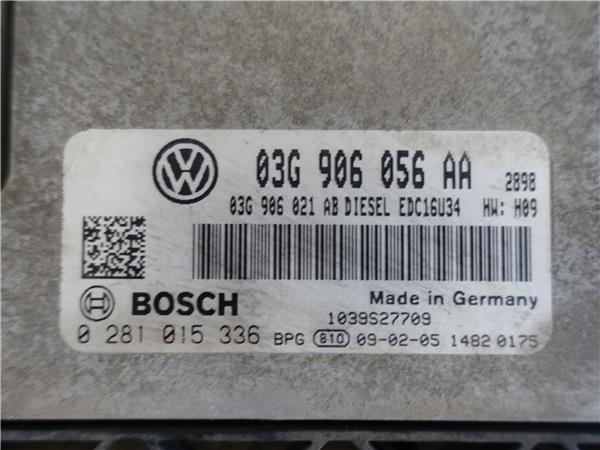 03G 906 056 AA 2898
03G 906 021 AB DIESEL EDC16U34 HW: H09
BOSCH Made in Germany
1039S27709
0 281 015 336 BPG 810 09-02-05 1482 0175